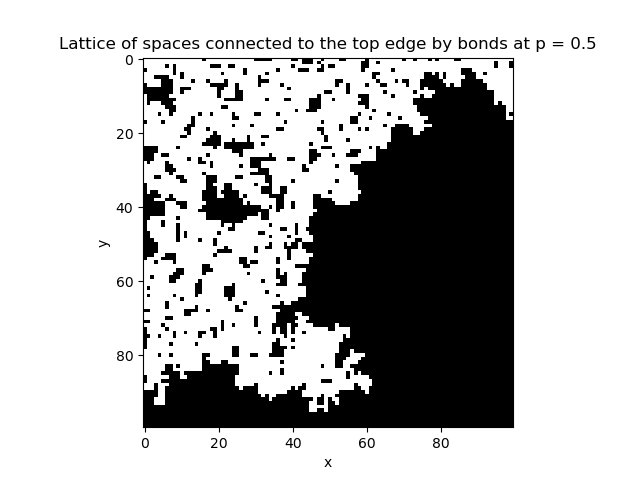 Lattice of spaces connected to the top edge by bonds at p = 0.5
0
20
40
60
80
y
0 20 40 60 80
x